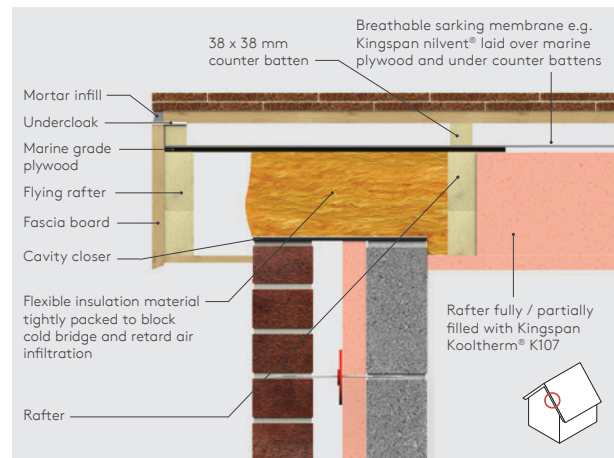 38 x 38 mm
counter batten
Breathable sarking membrane e.g.
Kingspan nilvent® laid over marine
plywood and under counter battens
Mortar infill
Undercloak
Marine grade
plywood
Flying rafter
Fascia board
Cavity closer
Flexible insulation material
tightly packed to block
cold bridge and retard air
infiltration
Rafter
Rafter fully / partially
filled with Kingspan
Kooltherm® K107